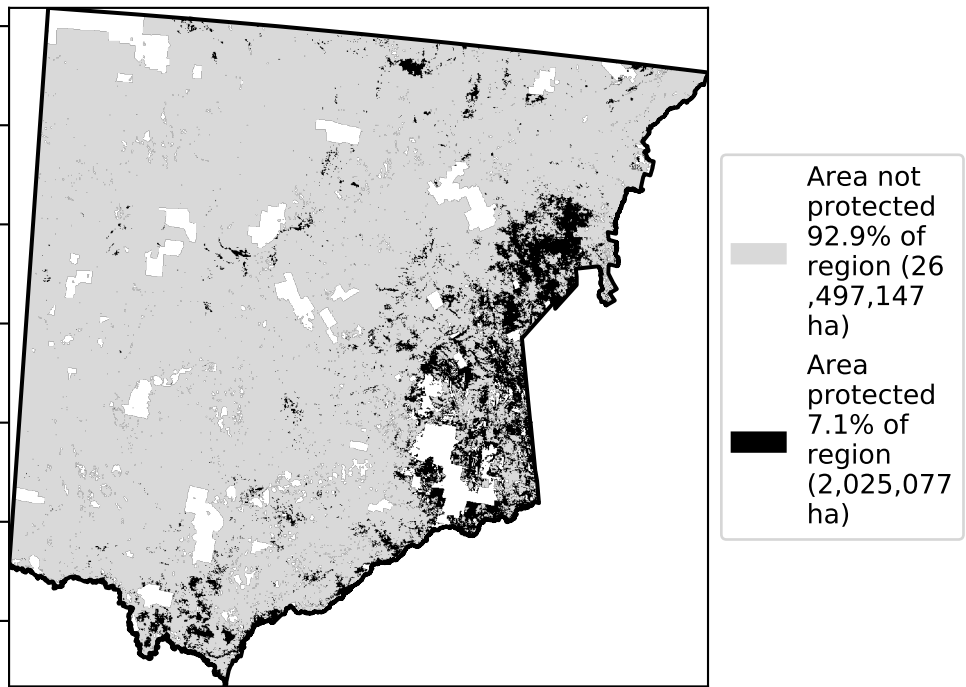 Area not
protected
92.9% of
region (26
,497,147
ha)
Area
protected
7.1% of
region
(2,025,077
ha)